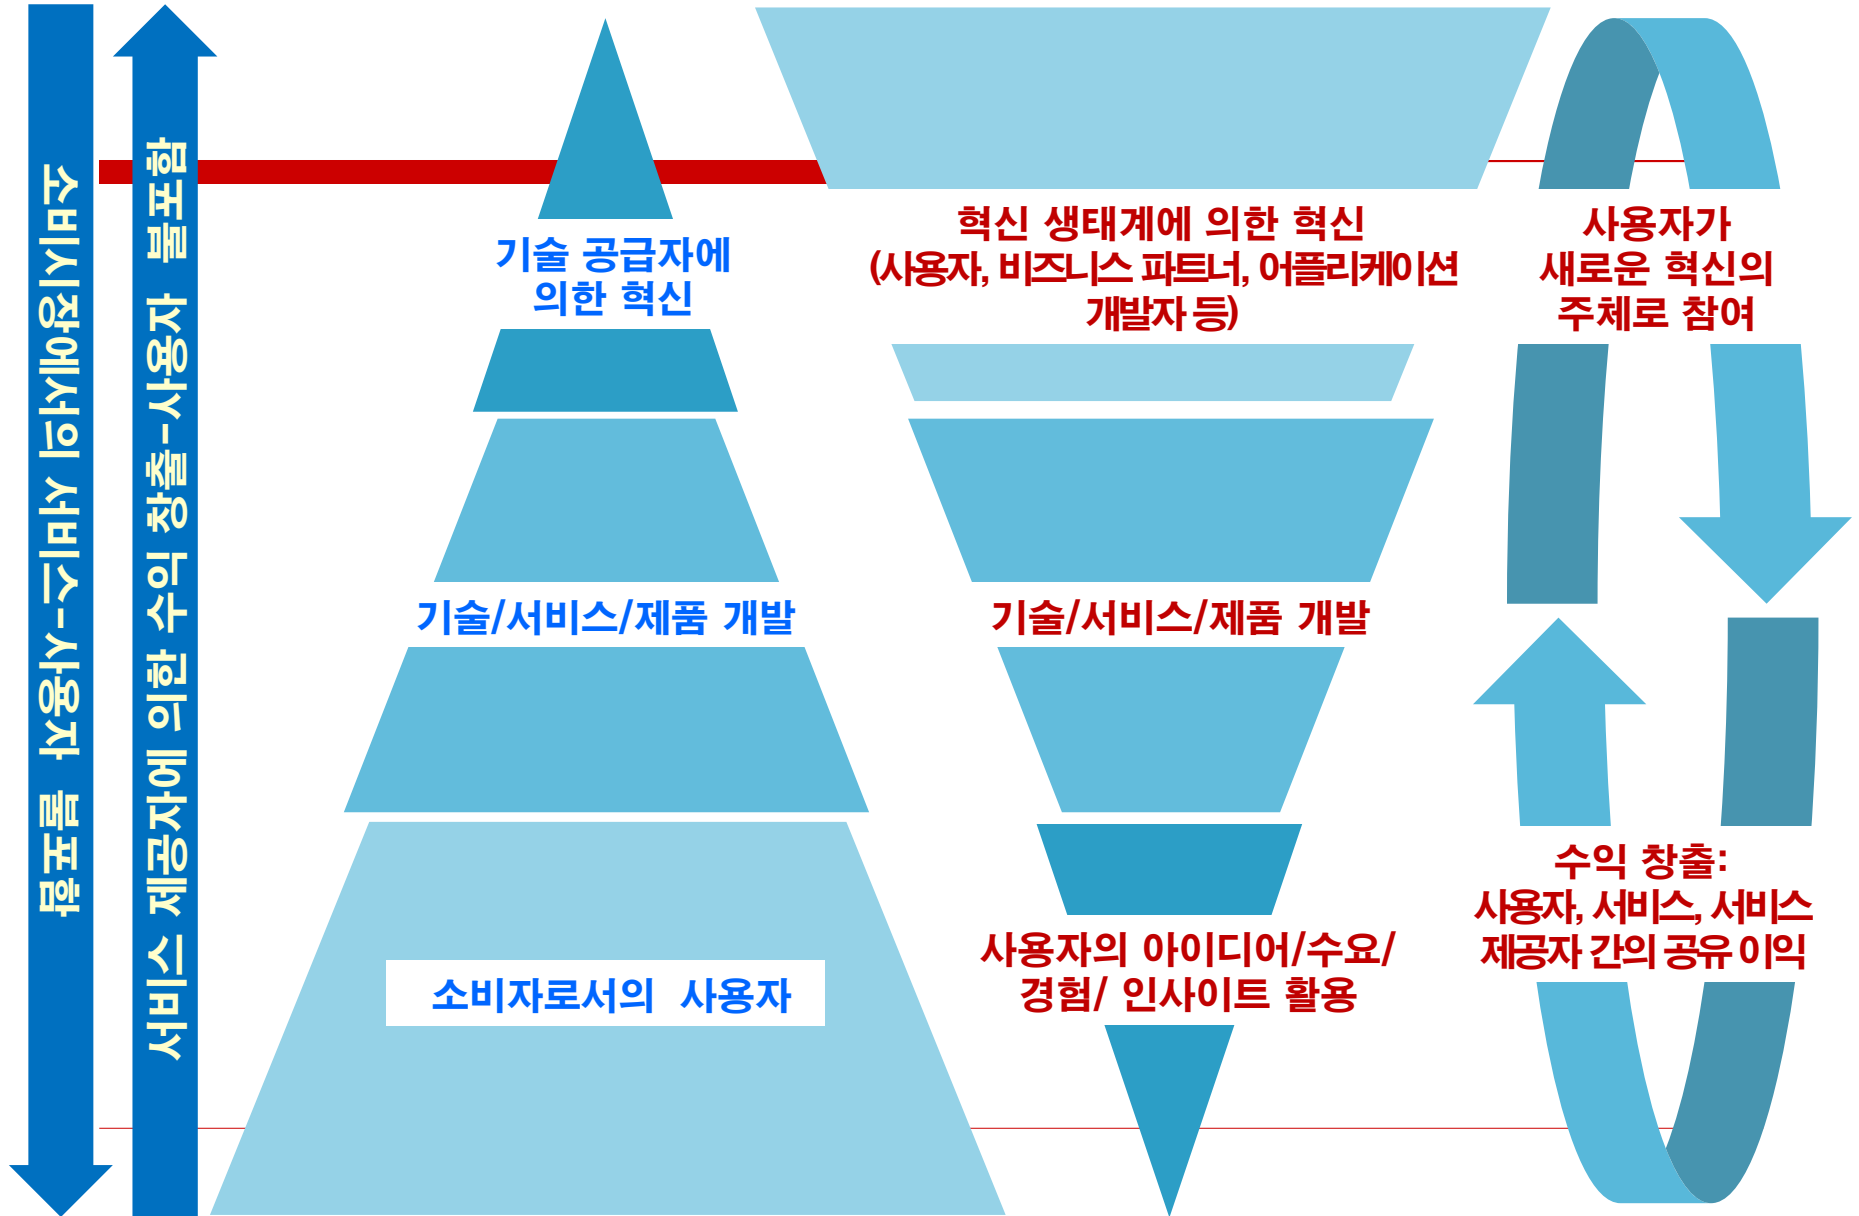 소비시장에서의 서비스-사용자 불포함
서비스 제공자에 의한 수익 창출-사용자 불포함
기술 공급자에
의한 혁신
기술/서비스/제품 개발
소비자로서의 사용자
혁신 생태계에 의한 혁신
(사용자, 비즈니스 파트너, 어플리케이션
개발자 등)
기술/서비스/제품 개발
사용자의 아이디어/수요/
경험/ 인사이트 활용
사용자가
새로운 혁신의
주체로 참여
수익 창출:
사용자, 서비스, 서비스
제공자 간의 공유 이익